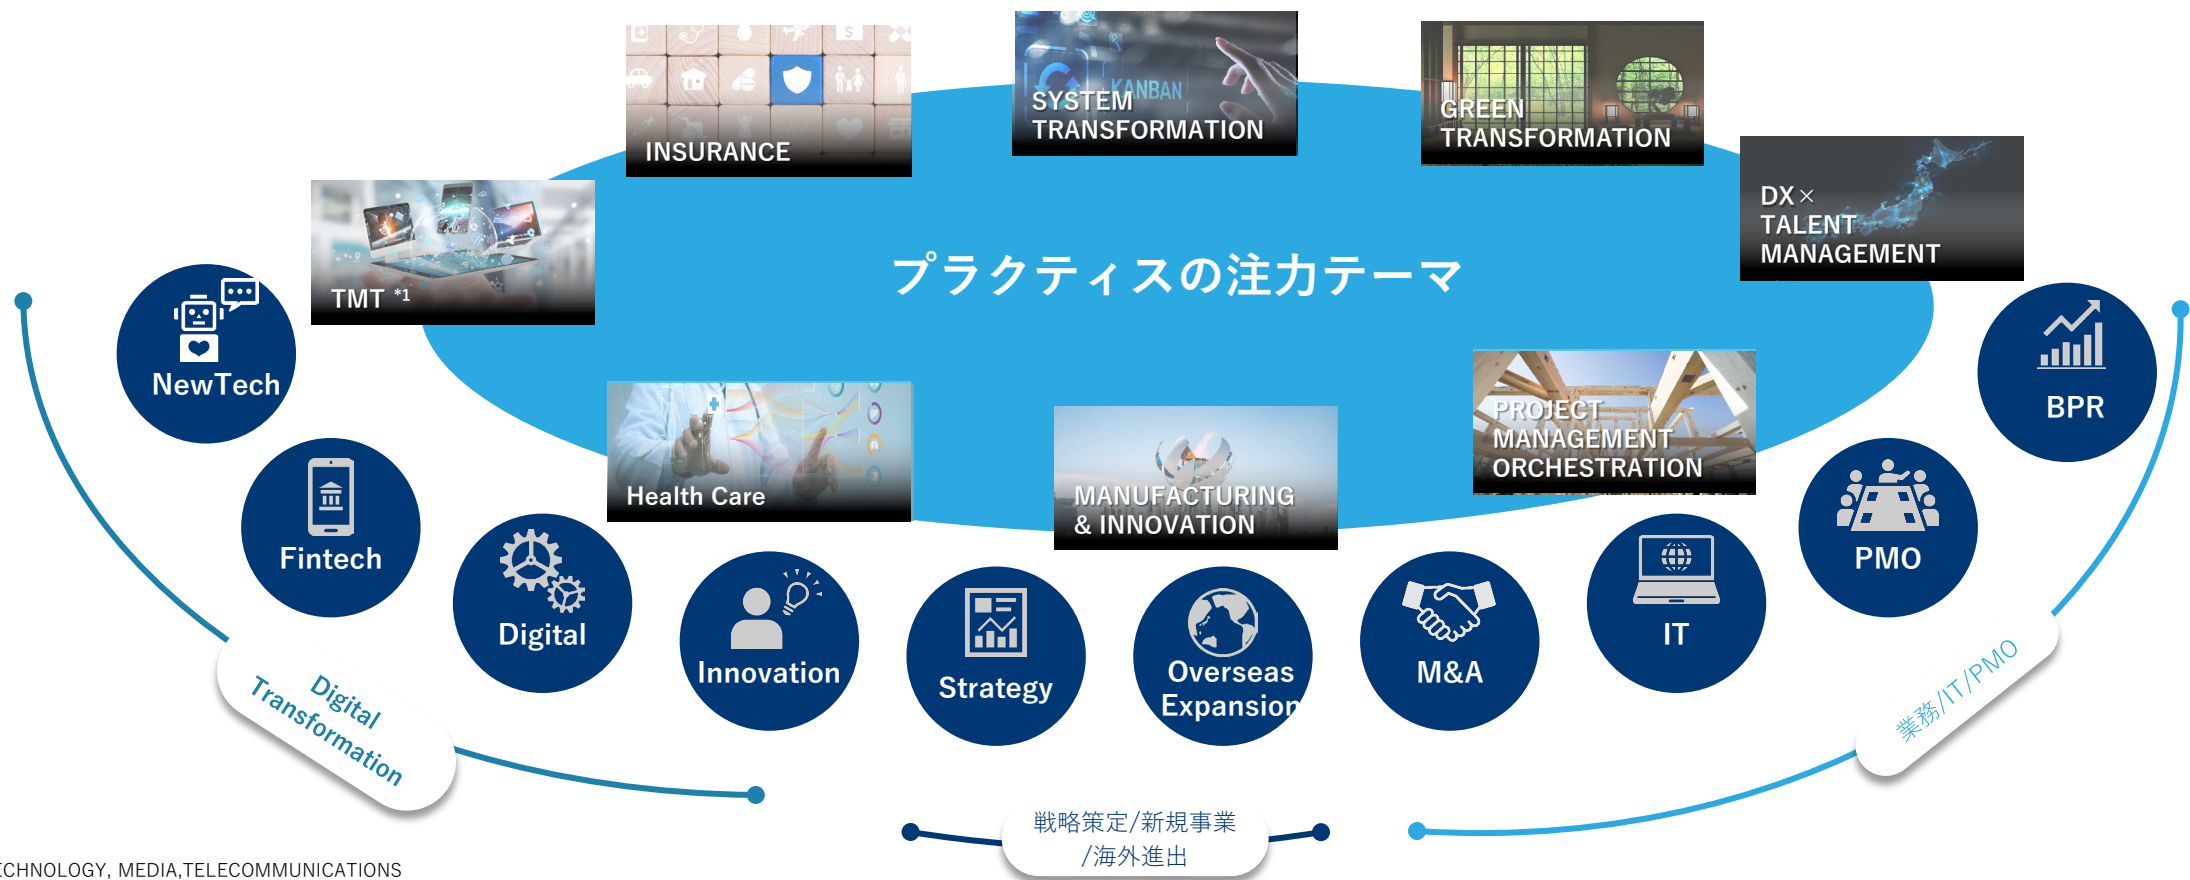 INSURANCE
SYSTEM
TRANSFORMATION
KANBAN
GREEN
TRANSFORMATION
DX×
TALENT
MANAGEMENT
TMT *1
プラクティスの注力テーマ
Health Care
MANUFACTURING
& INNOVATION
PROJECT
MANAGEMENT
ORCHESTRATION
NewTech
Fintech
Digital
Innovation
Strategy
Overseas
Expansion
M&A
IT
PMO
BPR
Digital
Transformation
戦略策定/新規事業
/海外進出
業務/IT/PMO
ECHNOLOGY, MEDIA,TELECOMMUNICATIONS